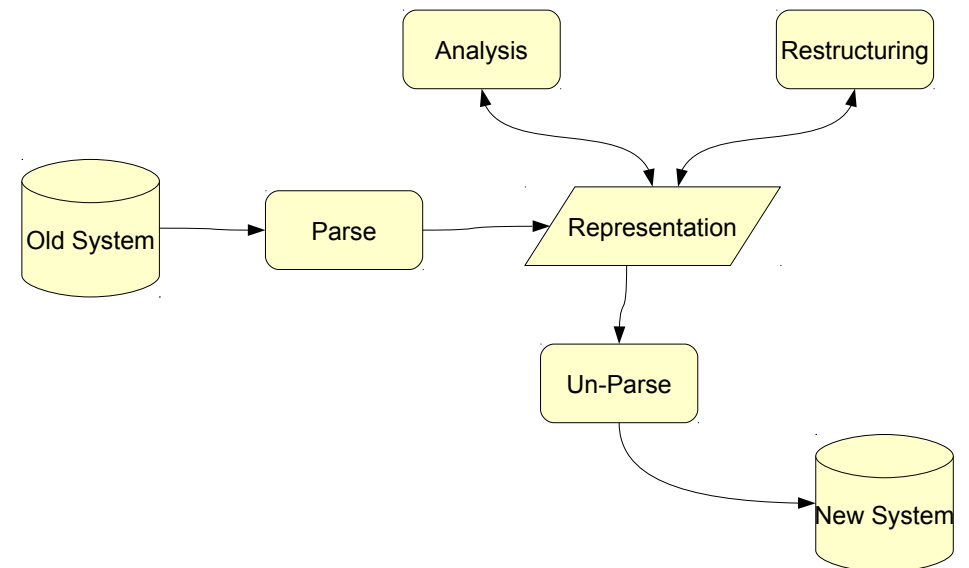 Analysis
Restructuring
Old System
Parse
Representation
Un-Parse
New System